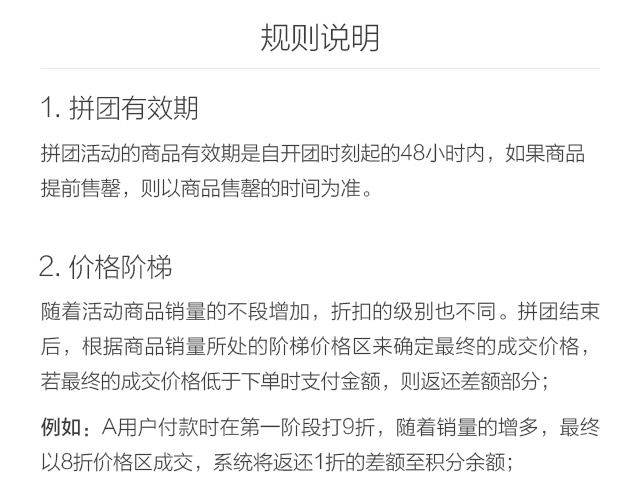 规则说明
1. 拼团有效期
拼团活动的商品有效期是自开团时刻起的48小时内，如果商品
提前售罄，则以商品售罄的时间为准。
2. 价格阶梯
随着活动商品销量的不段增加，折扣的级别也不同。拼团结束
后，根据商品销量所处的阶梯价格区来确定最终的成交价格，
若最终的成交价格低于下单时支付金额，则返还差额部分；
例如：A用户付款时在第一阶段打9折，随着销量的增多，最终
以8折价格区成交，系统将返还1折的差额至积分余额；